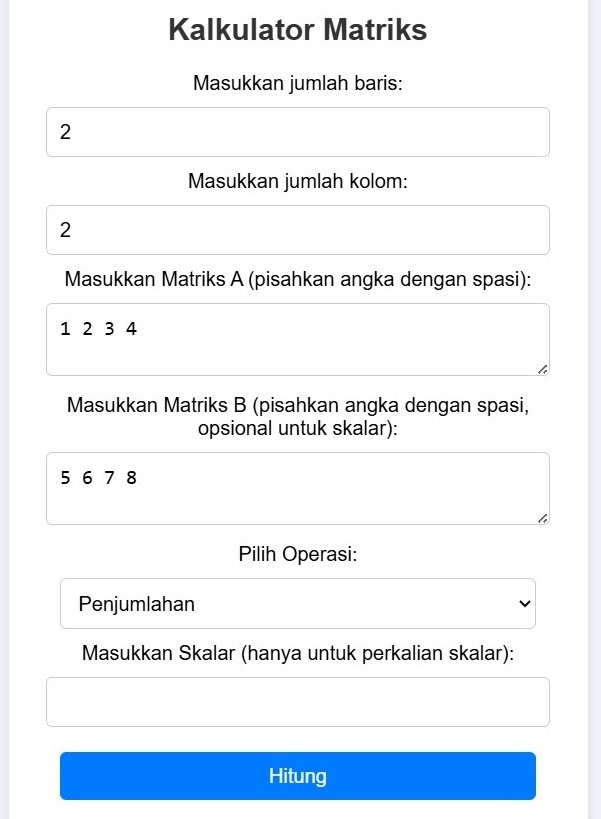 Kalkulator Matriks
Masukkan jumlah baris:
2
Masukkan jumlah kolom:
2
Masukkan Matriks A (pisahkan angka dengan spasi):
1 2 3 4
Masukkan Matriks B (pisahkan angka dengan spasi,
opsional untuk skalar):
5 6 7 8
Pilih Operasi:
Penjumlahan
Masukkan Skalar (hanya untuk perkalian skalar):
Hitung